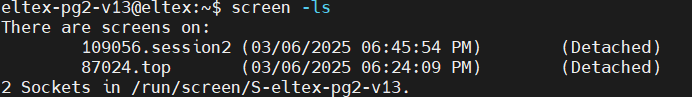 eltex-pg2-v13@eltex:~$ screen -ls
There are screens on:
        109056.session2 (03/06/2025 06:45:54 PM)        (Detached)
        87024.top       (03/06/2025 06:24:09 PM)        (Detached)
2 Sockets in /run/screen/S-eltex-pg2-v13.